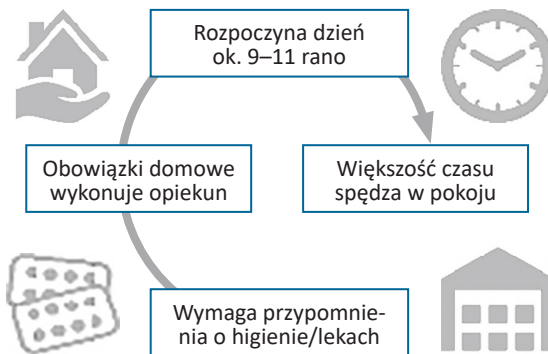 Rozpoczyna dzień
ok. 9–11 rano
Obowiązki domowe
wykonuje opiekun
Większość czasu
spędza w pokoju
Wymaga przypomnie-
nia o higienie/lekach